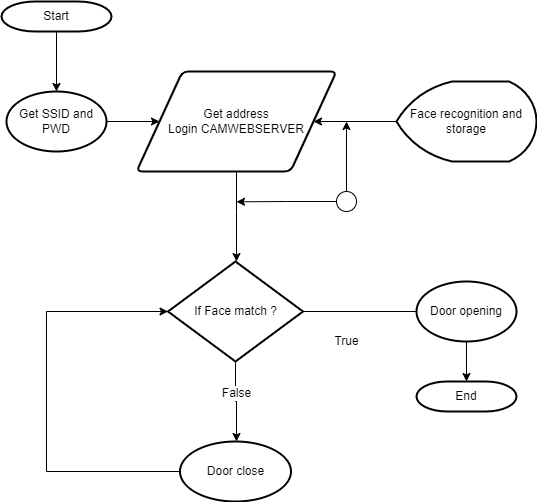 Start
Get SSID and
PWD
Get address
Login CAMWEBSERVER
Face recognition and
storage
If Face match ?
True
Door opening
False
End
Door close